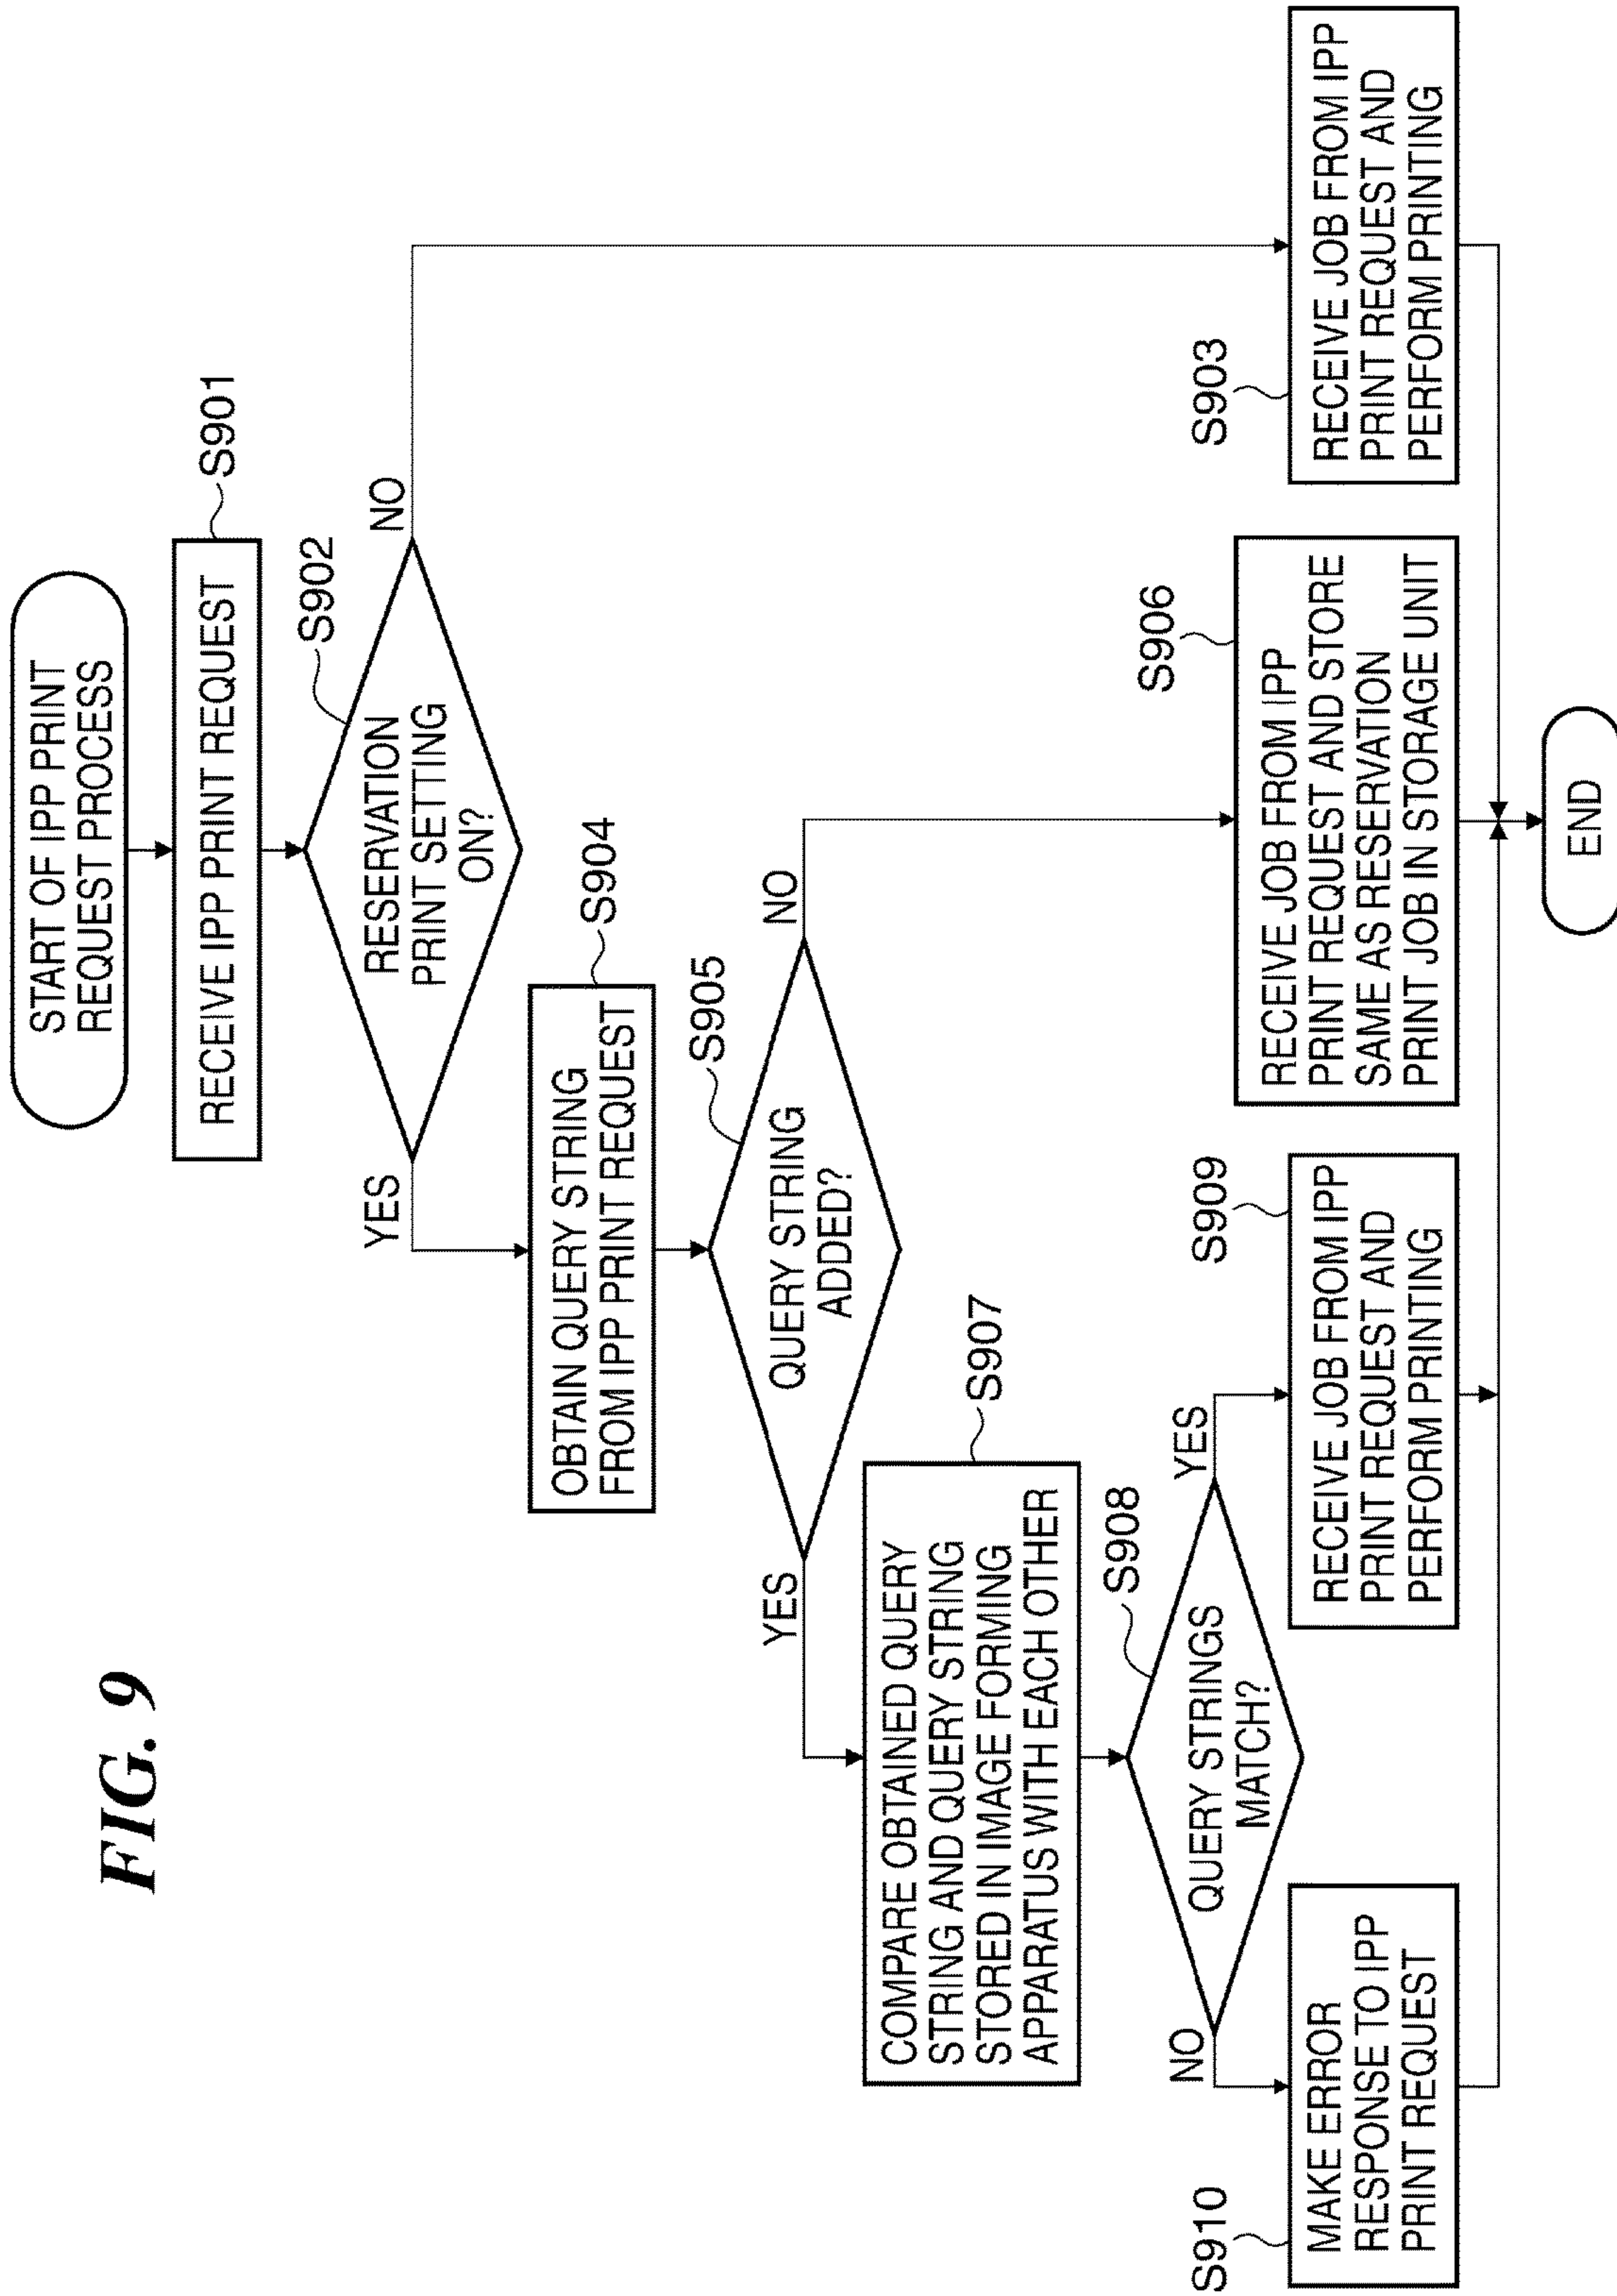 FIG. 9
START OF IPP PRINT
REQUEST PROCESS
RECEIVE IPP PRINT REQUEST
S901
RESERVATION
PRINT SETTING
ON?
S902
YES
NO
OBTAIN QUERY STRING
FROM IPP PRINT REQUEST
S904
QUERY STRING
ADDED?
S905
YES
NO
COMPARE OBTAINED QUERY
STRING AND QUERY STRING
STORED IN IMAGE FORMING
APPARATUS WITH EACH OTHER
S907
QUERY STRINGS
MATCH?
S908
NO
YES
S910
MAKE ERROR
RESPONSE TO IPP
PRINT REQUEST
S909
RECEIVE JOB FROM IPP
PRINT REQUEST AND
PERFORM PRINTING
S906
RECEIVE JOB FROM IPP
PRINT REQUEST AND STORE
SAME AS RESERVATION
PRINT JOB IN STORAGE UNIT
S903
RECEIVE JOB FROM IPP
PRINT REQUEST AND
PERFORM PRINTING
END